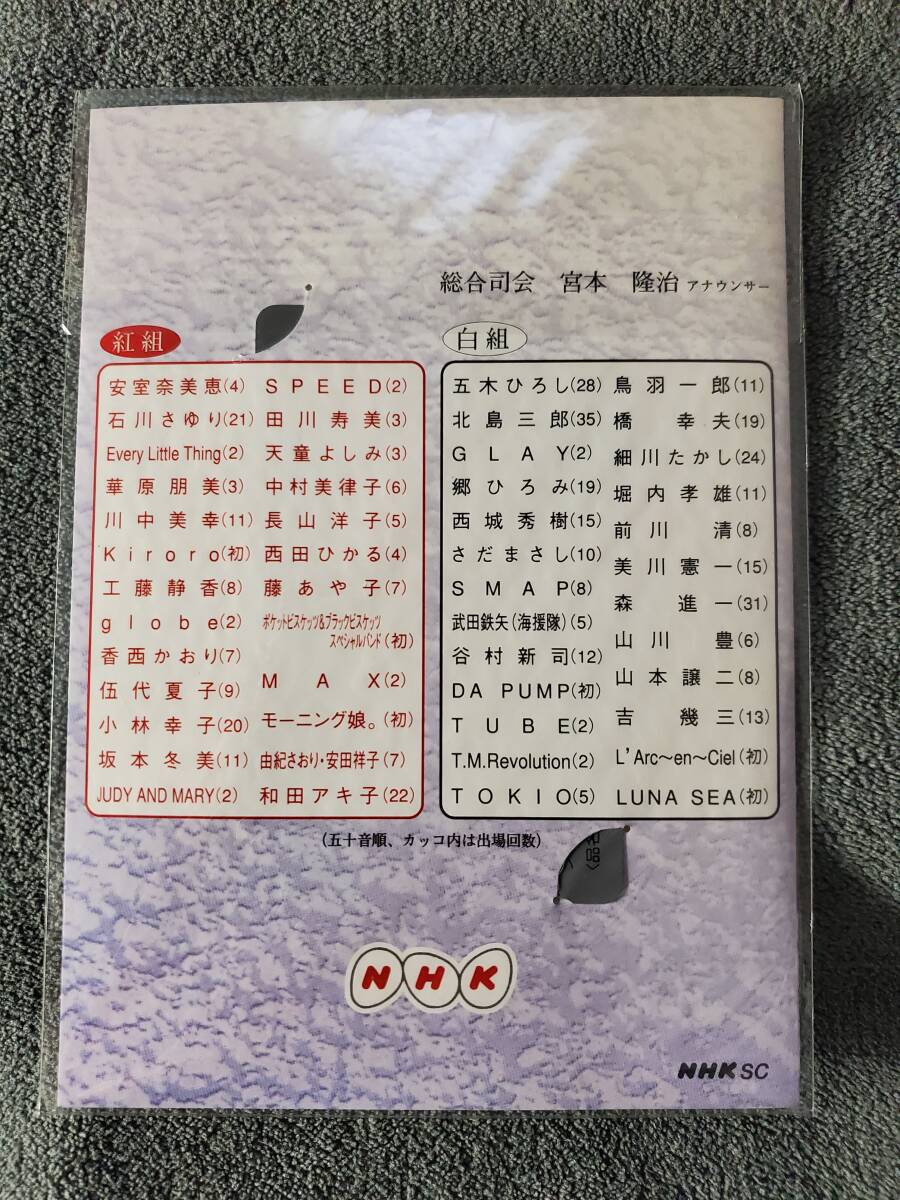 総合司会 宮本 隆治 アナウンサー
紅組
安室奈美恵(4)
石川さゆり(21)
Every Little Thing(2)
華原朋美(3)
川中美幸(11)
Kiroro(初)
工藤静香(8)
globe(2)
香西かおり(7)
伍代夏子(9)
小林幸子(20)
坂本冬美(11)
JUDY AND MARY(2)
SPEED(2)
田川寿美(3)
天童よしみ(3)
中村美律子(6)
長山洋子(5)
西田ひかる(4)
藤あや子(7)
ポケットビスケッツ&ブラックビスケッツ
スペシャルバンド(初)
MAX(2)
モーニング娘。(初)
由紀さおり・安田祥子(7)
和田アキ子(22)
白組
五木ひろし(28)
北島三郎(35)
GLAY(2)
郷ひろみ(19)
西城秀樹(15)
さだまさし(10)
SMAP(8)
武田鉄矢(海援隊)(5)
谷村新司(12)
DA PUMP(初)
TUBE(2)
T.M.Revolution(2)
TOKIO(5)
鳥羽一郎(11)
橋幸夫(19)
細川たかし(24)
堀内孝雄(11)
前川清(8)
美川憲一(15)
森進一(31)
山川豊(6)
山本譲二(8)
吉幾三(13)
L'Arc〜en〜Ciel(初)
LUNA SEA(初)
(五十音順、カッコ内は出場回数)
NHK
NHK SC